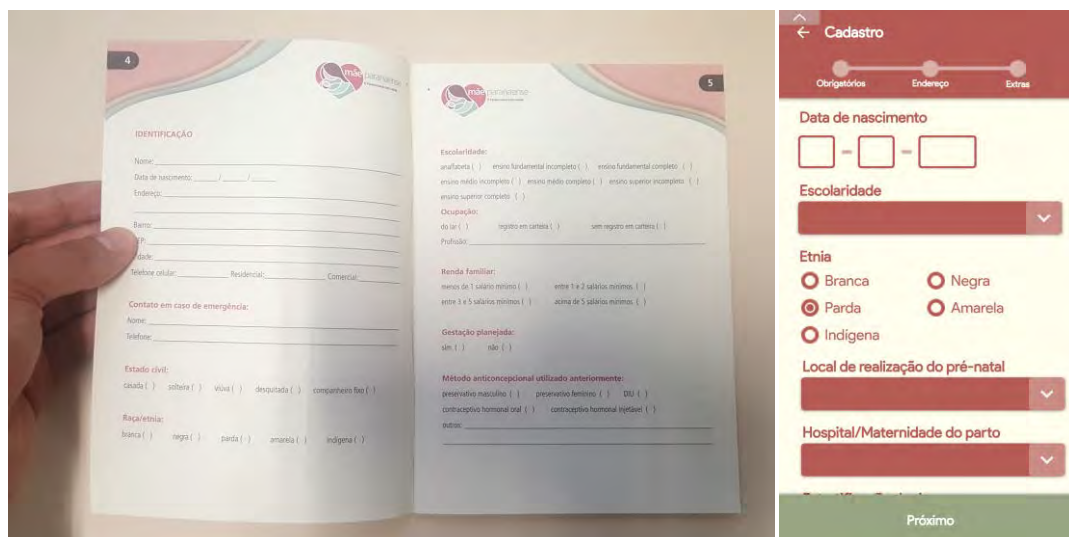 4
mãe paranaense
IDENTIFICAÇÃO
Nome:
Data de nascimento: / /
Endereço:
Bairro:
EP:
idade:
Telefone celular: Residencial: Comercial:
Contato em caso de emergência:
Nome:
Telefone:
Estado civil:
casada ( ) solteira ( ) viúva ( ) desquitada ( ) companheiro fixo ( )
Raça/etnia:
branca ( ) negra ( ) parda ( ) amarela ( ) indígena ( )
mãe paranaense
5
Escolaridade:
analfabeta ( ) ensino fundamental incompleto ( ) ensino fundamental completo ( )
ensino médio incompleto ( ) ensino médio completo ( ) ensino superior incompleto ( )
ensino superior completo ( )
Ocupação:
do lar ( ) registro em carteira ( ) sem registro em carteira ( )
Profissão:
Renda familiar:
menos de 1 salário mínimo ( ) entre 1 e 2 salários mínimos ( )
entre 3 e 5 salários mínimos ( ) acima de 5 salários mínimos ( )
Gestação planejada:
sim ( ) não ( )
Método anticoncepcional utilizado anteriormente:
preservativo masculino ( ) preservativo feminino ( ) DIU ( )
contraceptivo hormonal oral ( ) contraceptivo hormonal injetável ( )
outros:
Cadastro
Obrigatórios Endereço Extras
Data de nascimento
Escolaridade
Etnia
Branca Negra
Parda Amarela
Indígena
Local de realização do pré-natal
Hospital/Maternidade do parto
Próximo